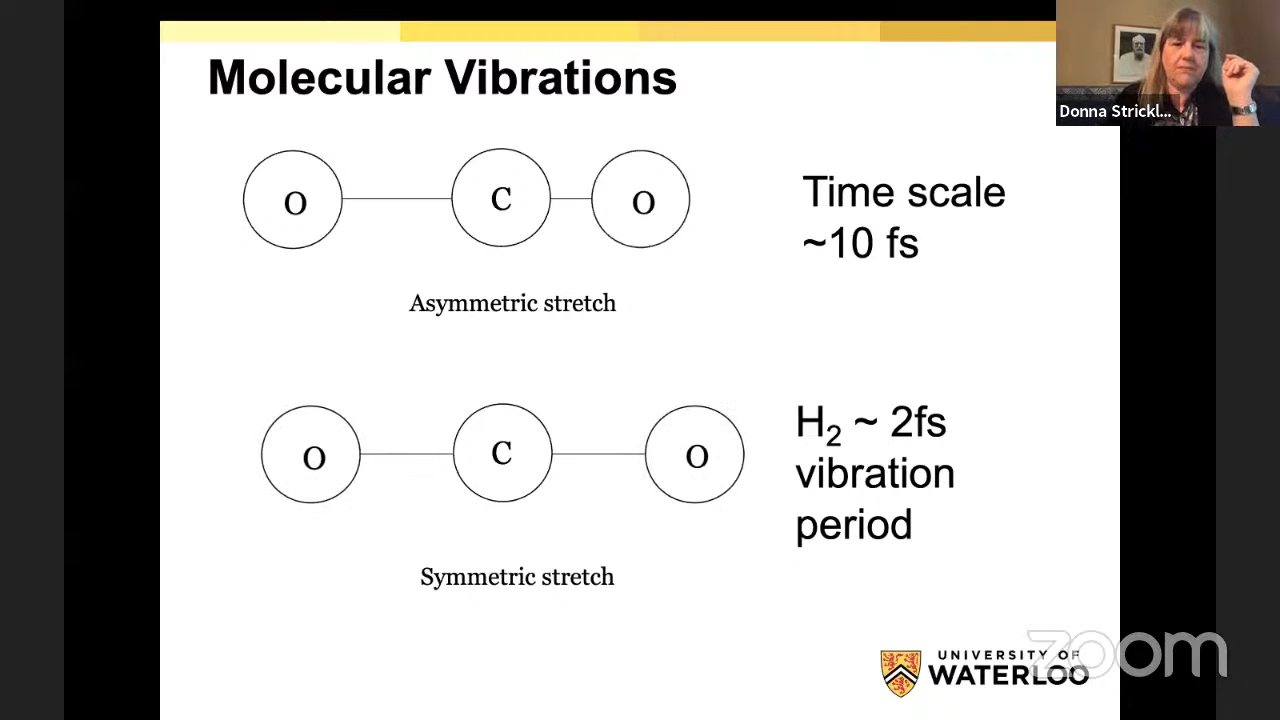 Molecular Vibrations
Donna Strickl...
O C O
Time scale
~10 fs
Asymmetric stretch
O C O
H₂ ~ 2fs
vibration
period
Symmetric stretch
UNIVERSITY OF
WATERLOO
zoom